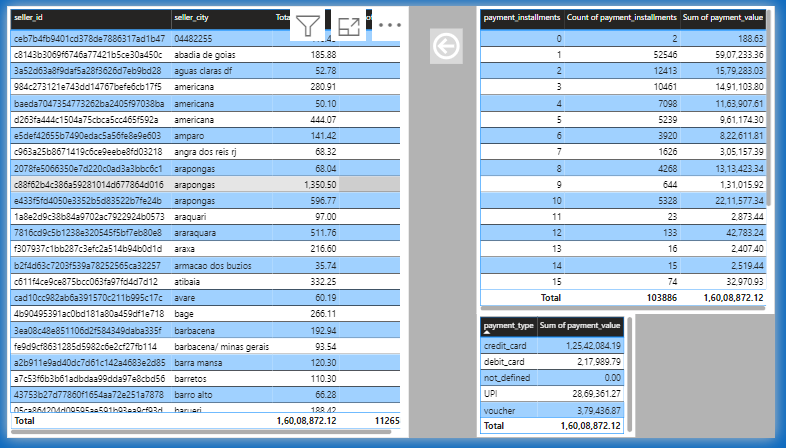 seller_id seller_city Tota
ceb7b4fb9401cd378de7886317ad1b47 04482255
c8143b3069f6746a77421b5ce30a450c abadia de goias 185.88
3a52d63a8f9daf5a28f3626d7eb9bd28 aguas claras df 52.78
984c273121e743dd14767befe6cb17f5 americana 280.91
baeda7047354773262ba2405f97038ba americana 50.10
d263fa444c1504a75cbca5cc465f592a americana 444.07
e5def42655b7490edac5a56fe8e9e603 amparo 141.42
c963a25b8671419c6ce9eebe8fd03218 angra dos reis rj 68.32
2078fe5066350e7d220c0ad3a3bbc6c1 arapongas 68.04
c88f62b4c386a59281014d677864d016 arapongas 1,350.50
e433f5fd4050e3352b5d83522b7fe24b arapongas 596.77
1a8e2d9c38b84a9702ac7922924b0573 araquari 97.00
7816cd9c5b1238e320545f5bf7eb80e8 araraquara 511.76
f307937c1bb287c3efc2a514b94b0d1d araxa 216.60
b2f4d63c7203f539a78252565ca32257 armacao dos buzios 35.74
c611f4ce9ce875bcc063fa97fd4d7d12 atibaia 332.25
cad10cc982ab6a391570c211b995c17c avare 60.19
4b90495391ac0bd181a80a459df1e718 bage 266.11
3ea08c48e851106d2f584349daba335f barbacena 192.94
fe9d9cf8631285d5982c6e2cf27fb114 barbacena/ minas gerais 93.54
a2b911e9ad40dc7d61c142a4683e2d85 barra mansa 120.30
a7c53f6b3b61adbdaa99dda97e8cbd56 barretos 110.30
43753b27d77860f1654aa72e251a7878 barro alto 66.28
05ca864204d09595ae591b93ea9cf93d barueri 188.42
Total 1,60,08,872.12 11265
payment_installments Count of payment_installments Sum of payment_value
0 2 188.63
1 52546 59,07,233.36
2 12413 15,79,283.03
3 10461 14,91,103.80
4 7098 11,63,907.61
5 5239 9,61,174.30
6 3920 8,22,611.81
7 1626 3,05,157.39
8 4268 13,13,423.34
9 644 1,31,015.92
10 5328 22,11,577.34
11 23 2,873.44
12 133 42,783.24
13 16 2,407.40
14 15 2,519.44
15 74 32,970.93
Total 103886 1,60,08,872.12
payment_type Sum of payment_value
credit_card 1,25,42,084.19
debit_card 2,17,989.79
not_defined 0.00
UPI 28,69,361.27
voucher 3,79,436.87
Total 1,60,08,872.12